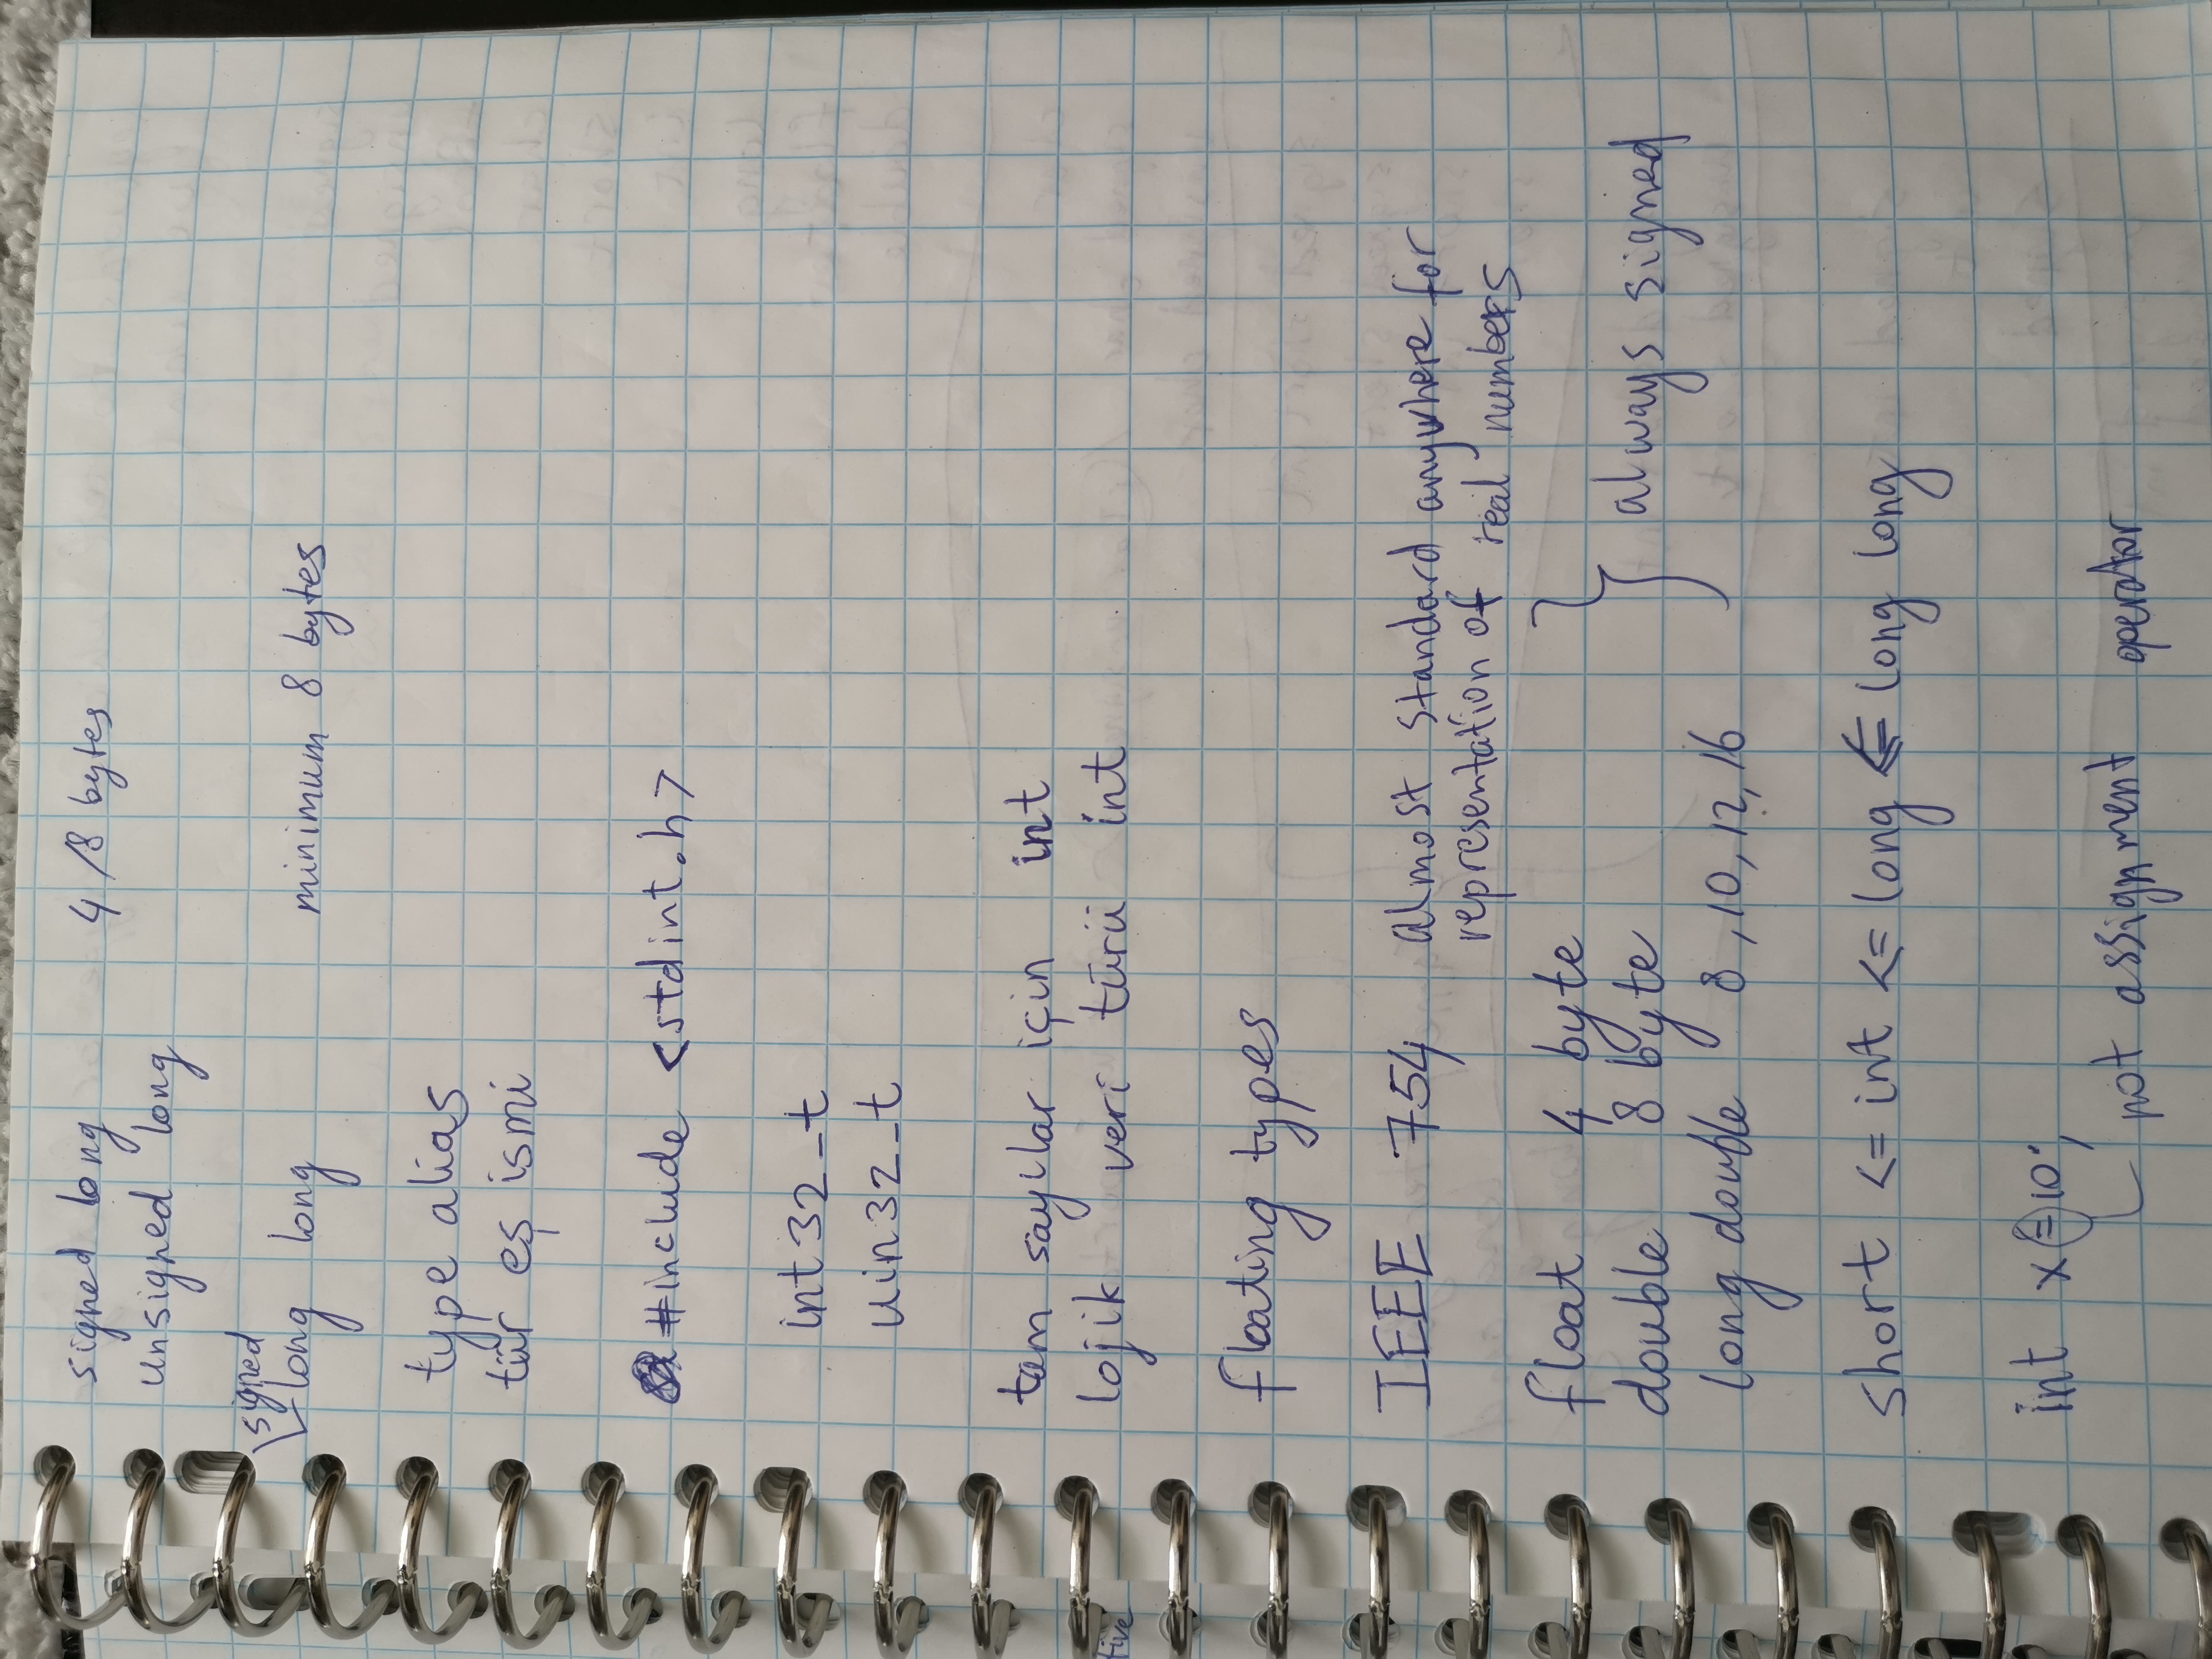 signed long 4/8 bytes
unsigned long
signed
long long minimum 8 bytes
type alias
tür eş ismi
#include <stdint.h>
int32_t
uin32_t
tam sayılar için int
lojik veri türü int
tive
floating types
IEEE 754 almost standard anywhere for
representation of real numbers
float 4 byte
double 8 byte
always signed
long double 8, 10, 12, 16
short <= int <= long <= long long
int x = 10;
not assignment operator